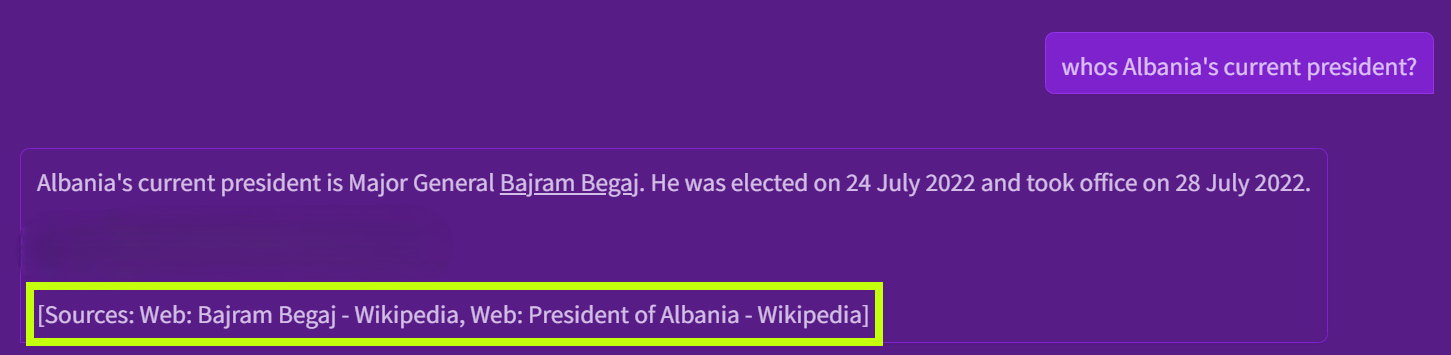 whos Albania's current president?
Albania's current president is Major General Bajram Begaj. He was elected on 24 July 2022 and took office on 28 July 2022.
[Sources: Web: Bajram Begaj - Wikipedia, Web: President of Albania - Wikipedia]